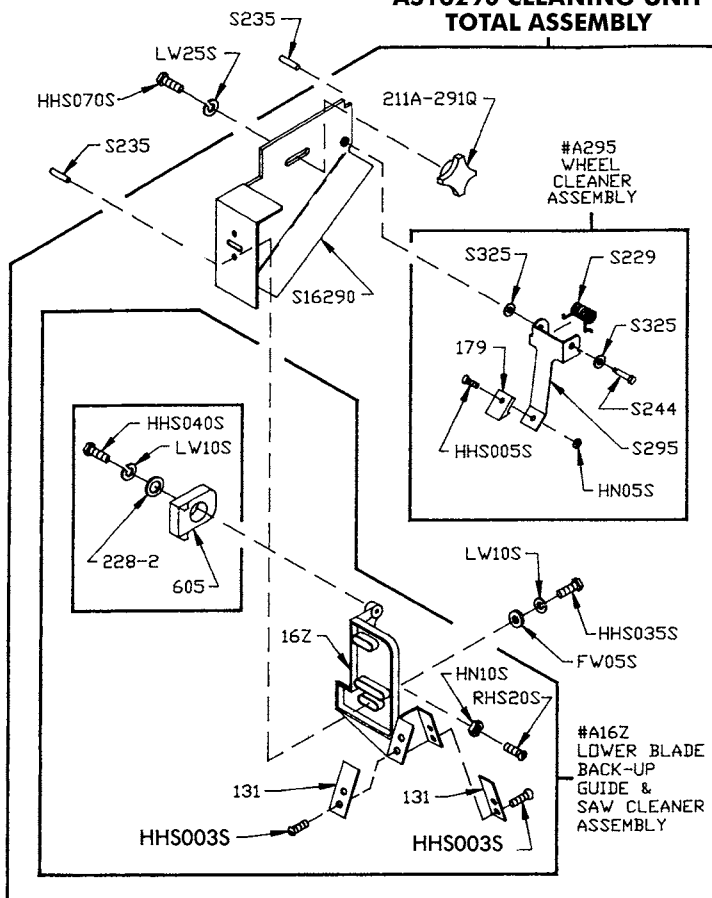 AS16290 CLEANING UNIT
TOTAL ASSEMBLY
S235
LW25S
HHS070S
211A-291Q
S235
#A295
WHEEL
CLEANER
ASSEMBLY
S16290
S325
S229
S325
179
S244
HHS005S
S295
HN05S
HHS040S
LW10S
228-2
605
LW10S
HHS035S
FW05S
16Z
HN10S
RHS20S
#A16Z
LOWER BLADE
BACK-UP
GUIDE &
SAW CLEANER
ASSEMBLY
131
131
HHS003S
HHS003S